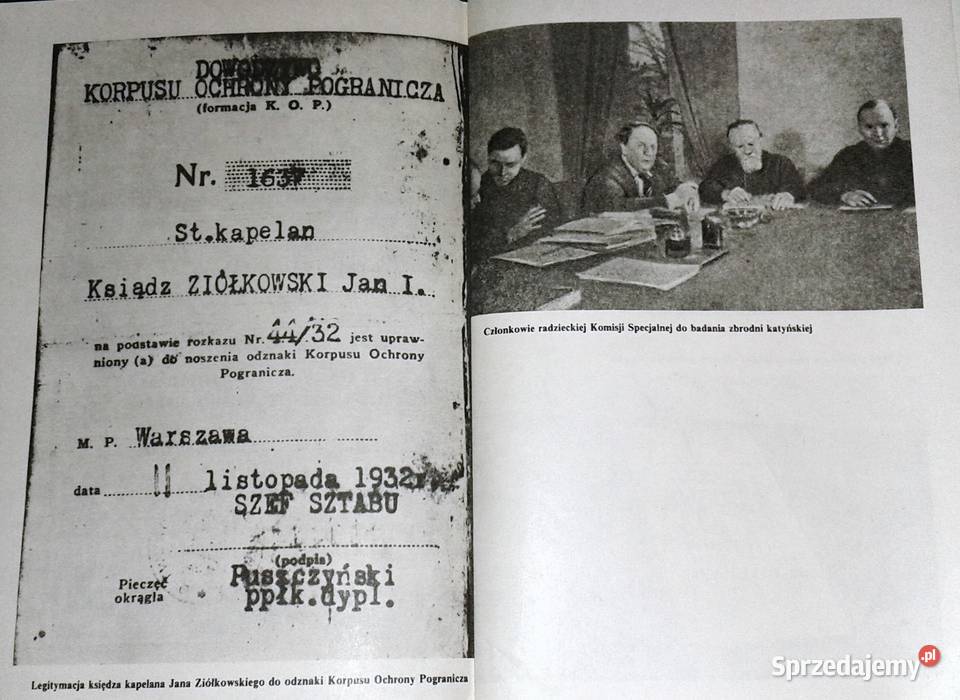 DOWODZTWO
KORPUSU OCHRONY POGRANICZA
(formacja K. O. P.)
Nr. 1637
St.kapelan
Ksiądz ZIÓŁKOWSKI Jan I.
na podstawie rozkazu Nr. 44/32 jest upraw-
niony (a) do noszenia odznaki Korpusu Ochrony
Pogranicza.
M. P. Warszawa
data 11 listopada 1932r.
SZEF SZTABU
(podpis)
Pieczęć
okrągła
Puszczyński
ppłk.dypl.
Legitymacja księdza kapelana Jana Ziółkowskiego do odznaki Korpusu Ochrony Pogranicza
Członkowie radzieckiej Komisji Specjalnej do badania zbrodni katyńskiej
Sprzedajemy.pl